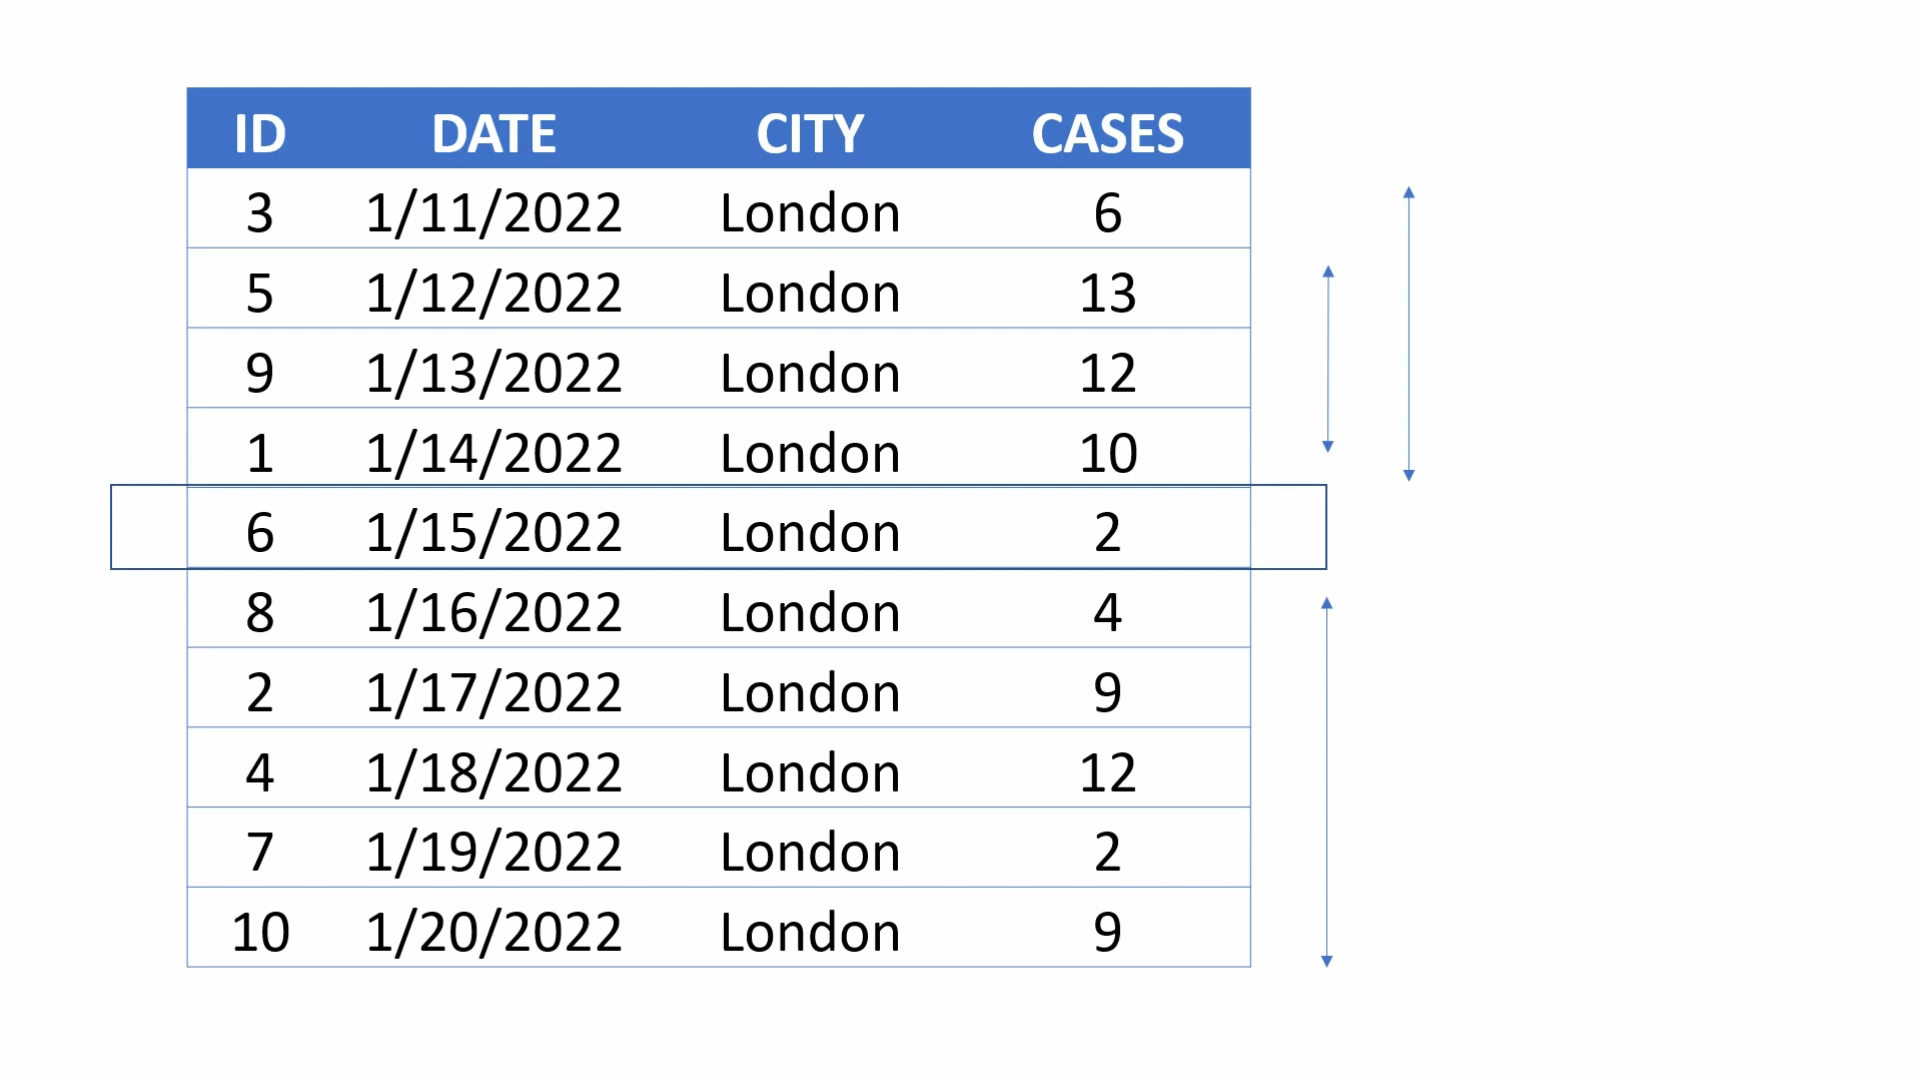 ID DATE CITY CASES
3 1/11/2022 London 6
5 1/12/2022 London 13
9 1/13/2022 London 12
1 1/14/2022 London 10
6 1/15/2022 London 2
8 1/16/2022 London 4
2 1/17/2022 London 9
4 1/18/2022 London 12
7 1/19/2022 London 2
10 1/20/2022 London 9